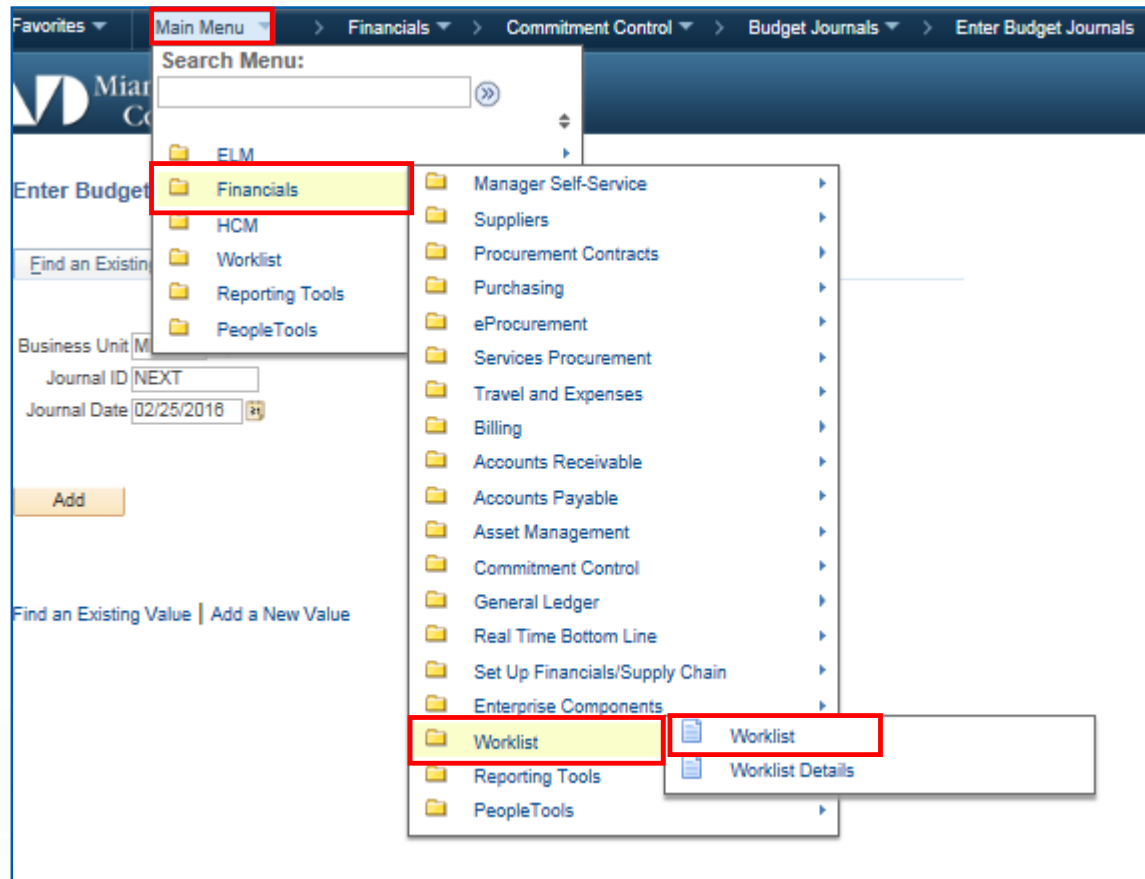 Favorites Main Menu > Financials > Commitment Control > Budget Journals > Enter Budget Journals
Search Menu:
ELM
Financials
HCM
Worklist
Reporting Tools
PeopleTools
Manager Self-Service
Suppliers
Procurement Contracts
Purchasing
eProcurement
Services Procurement
Travel and Expenses
Billing
Accounts Receivable
Accounts Payable
Asset Management
Commitment Control
General Ledger
Real Time Bottom Line
Set Up Financials/Supply Chain
Enterprise Components
Worklist
Reporting Tools
PeopleTools
Worklist
Worklist Details
Enter Budget
Find an Existing
Business Unit
Journal ID NEXT
Journal Date 02/25/2016
Add
Find an Existing Value | Add a New Value